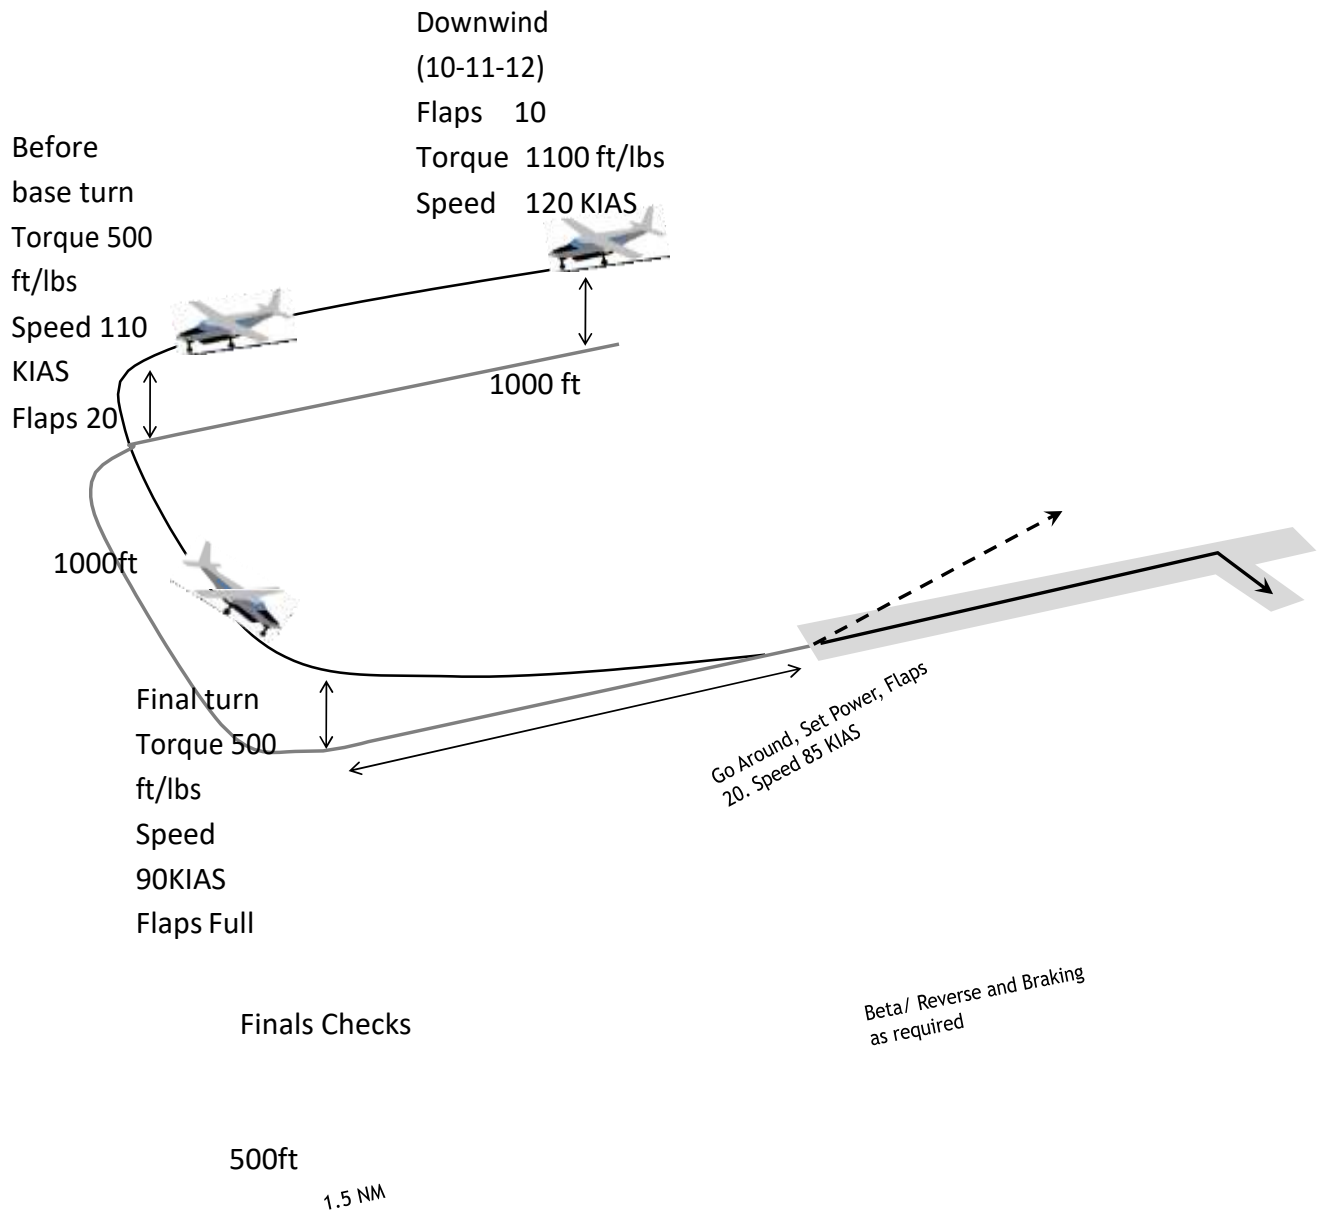 Downwind
(10-11-12)
Flaps 10
Torque 1100 ft/lbs
Speed 120 KIAS
Before
base turn
Torque 500
ft/lbs
Speed 110
KIAS
Flaps 20
1000 ft
1000ft
Final turn
Torque 500
ft/lbs
Speed
90KIAS
Flaps Full
Go Around, Set Power, Flaps
20. Speed 85 KIAS
Beta/ Reverse and Braking
as required
Finals Checks
500ft
1.5 NM